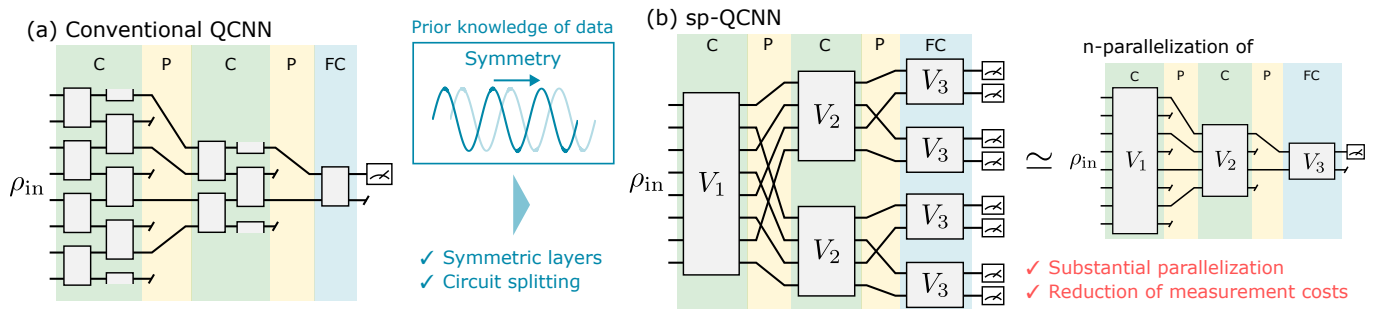 (a) Conventional QCNN
C P C P FC
ρin
Prior knowledge of data
Symmetry
✓ Symmetric layers
✓ Circuit splitting
(b) sp-QCNN
C P C P FC
ρin
V1
V2
V2
V3
V3
V3
V3
≃
n-parallelization of
C P C P FC
ρin
V1
V2
V3
✓ Substantial parallelization
✓ Reduction of measurement costs